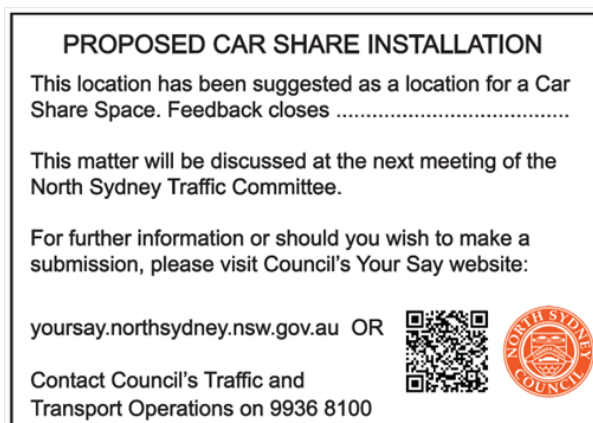 PROPOSED CAR SHARE INSTALLATION
This location has been suggested as a location for a Car
Share Space. Feedback closes .......................................
This matter will be discussed at the next meeting of the
North Sydney Traffic Committee.
For further information or should you wish to make a
submission, please visit Council's Your Say website:
yoursay.northsydney.nsw.gov.au OR
NORTH SYDNEY
COUNCIL
Contact Council's Traffic and
Transport Operations on 9936 8100